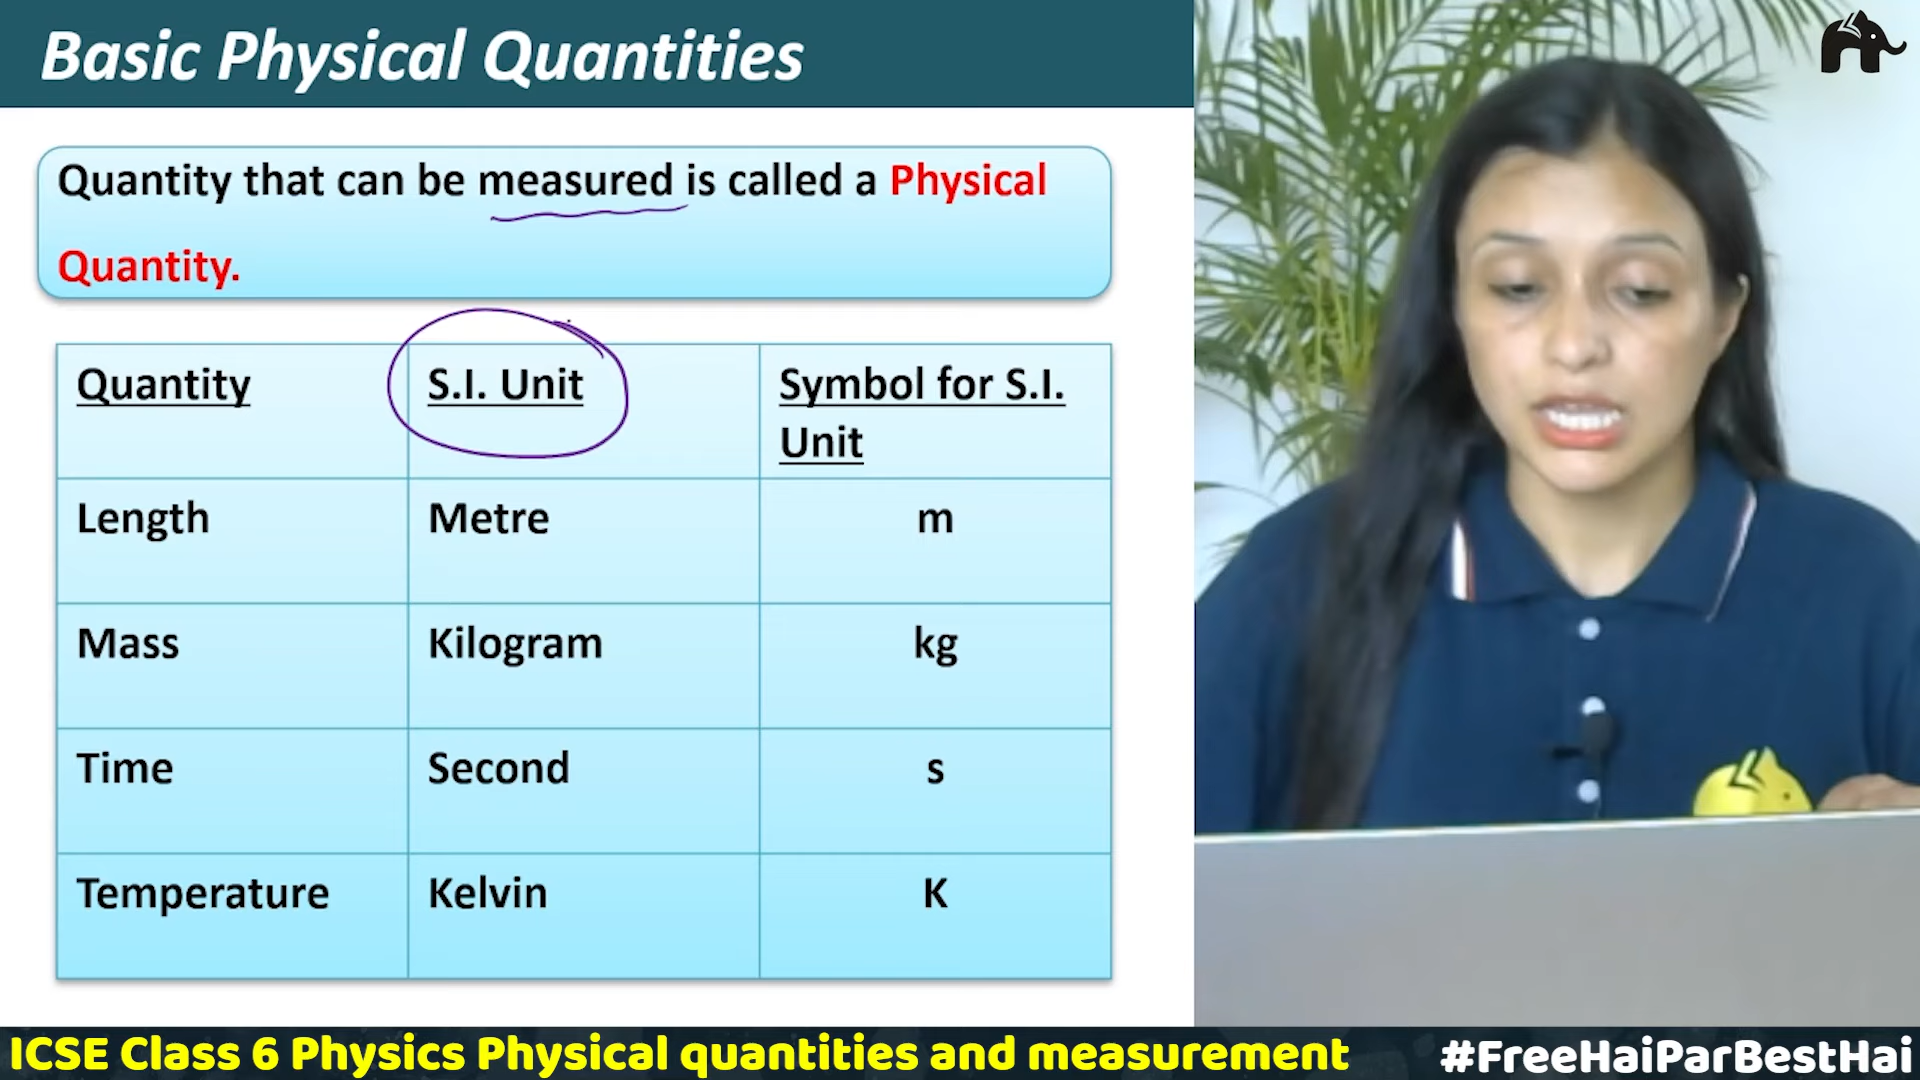 Basic Physical Quantities
Quantity that can be measured is called a Physical
Quantity.
Quantity
S.I. Unit
Symbol for S.I.
Unit
Length
Metre
m
Mass
Kilogram
kg
Time
Second
s
Temperature
Kelvin
K
ICSE Class 6 Physics Physical quantities and measurement
#FreeHaiParBestHai